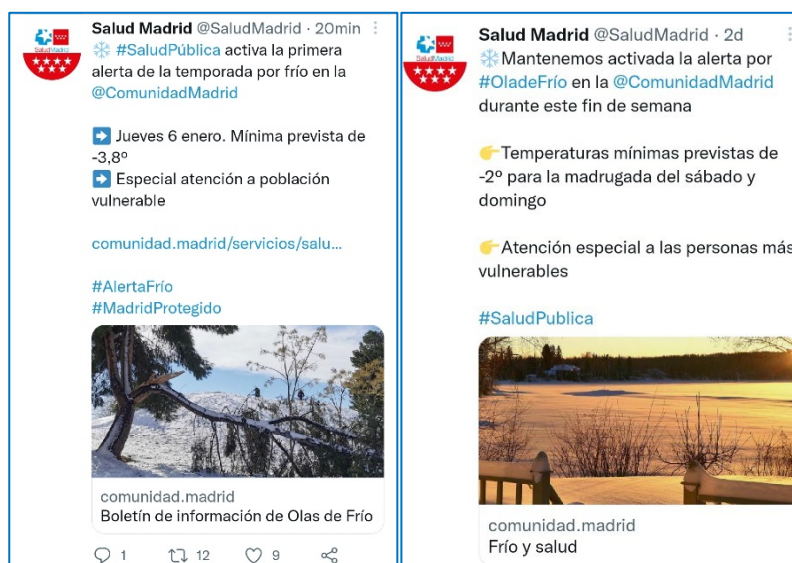 Salud Madrid @SaludMadrid · 20min
#SaludPública activa la primera
alerta de la temporada por frío en la
@ComunidadMadrid
Jueves 6 enero. Mínima prevista de
-3,8º
Especial atención a población
vulnerable
comunidad.madrid/servicios/salu...
#AlertaFrío
#MadridProtegido
comunidad.madrid
Boletín de información de Olas de Frío
1 12 9
SaludMadrid
Salud Madrid @SaludMadrid · 2d
Mantenemos activada la alerta por
#OladeFrío en la @ComunidadMadrid
durante este fin de semana
Temperaturas mínimas previstas de
-2º para la madrugada del sábado y
domingo
Atención especial a las personas más
vulnerables
#SaludPublica
comunidad.madrid
Frío y salud
SaludMadrid